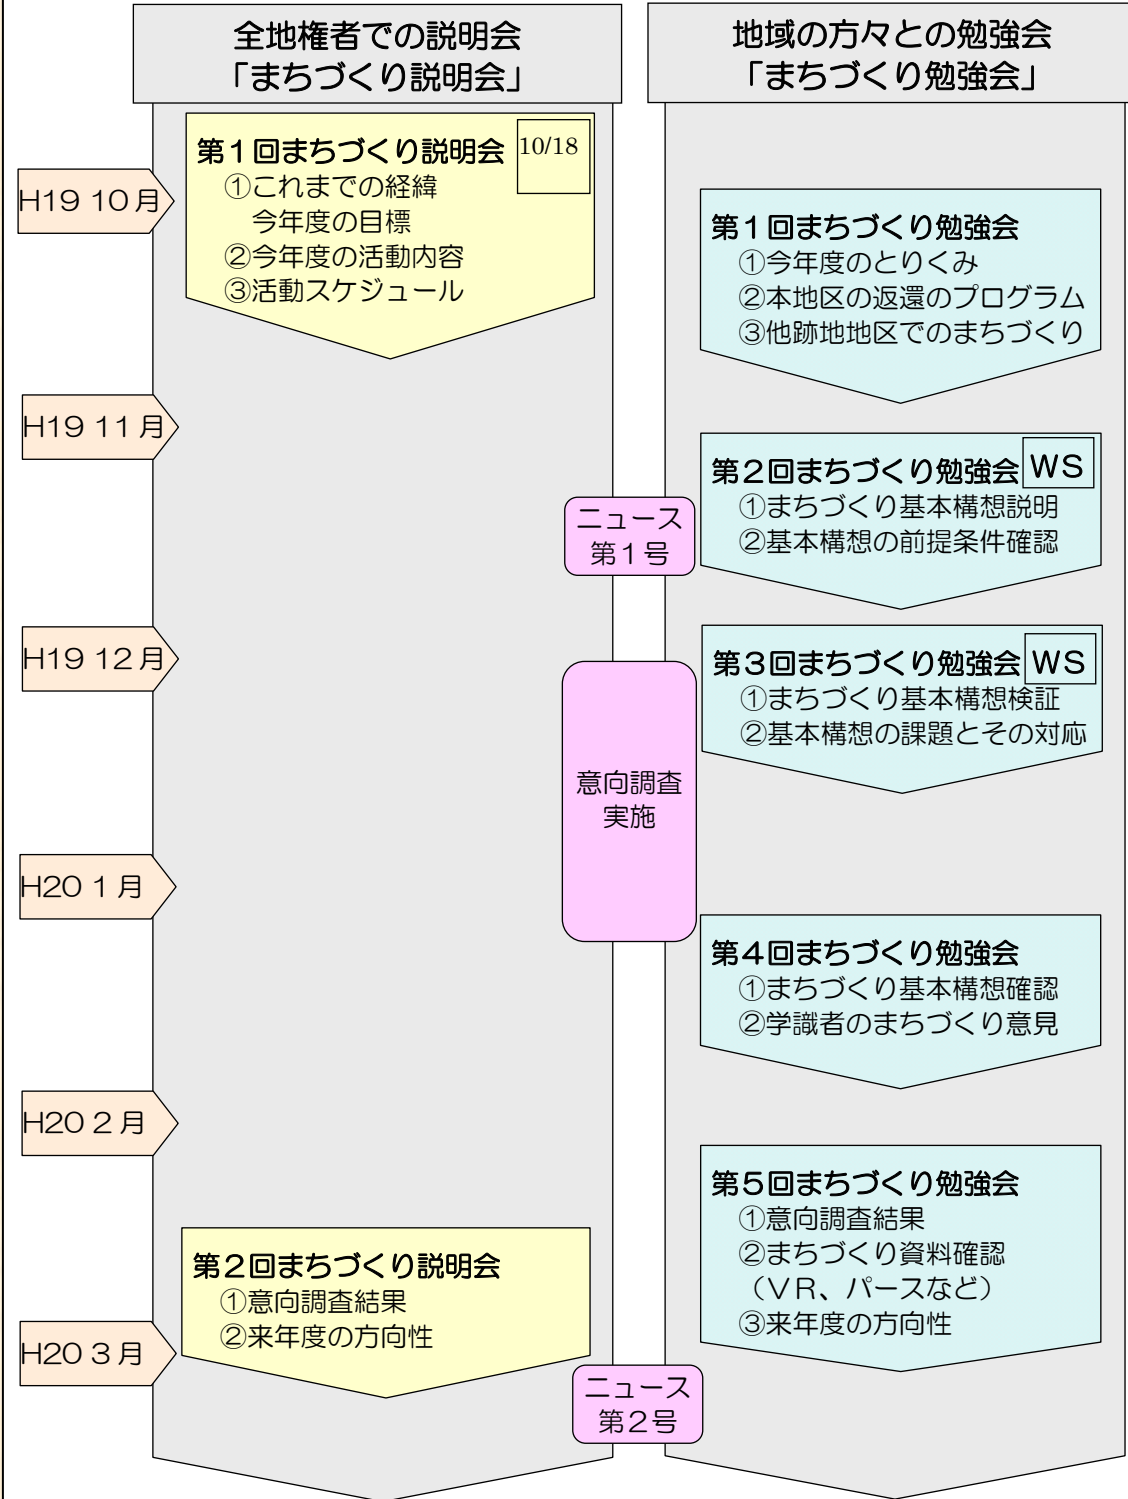 全地権者での説明会
「まちづくり説明会」
地域の方々との勉強会
「まちづくり勉強会」
H19 10月
第1回まちづくり説明会
10/18
①これまでの経緯
今年度の目標
②今年度の活動内容
③活動スケジュール
第1回まちづくり勉強会
①今年度のとりくみ
②本地区の返還のプログラム
③他跡地地区でのまちづくり
H19 11月
第2回まちづくり勉強会 WS
①まちづくり基本構想説明
②基本構想の前提条件確認
ニュース
第1号
H19 12月
第3回まちづくり勉強会 WS
①まちづくり基本構想検証
②基本構想の課題とその対応
意向調査
実施
H20 1月
第4回まちづくり勉強会
①まちづくり基本構想確認
②学識者のまちづくり意見
H20 2月
第5回まちづくり勉強会
①意向調査結果
②まちづくり資料確認
（VR、パースなど）
③来年度の方向性
第2回まちづくり説明会
①意向調査結果
②来年度の方向性
H20 3月
ニュース
第2号